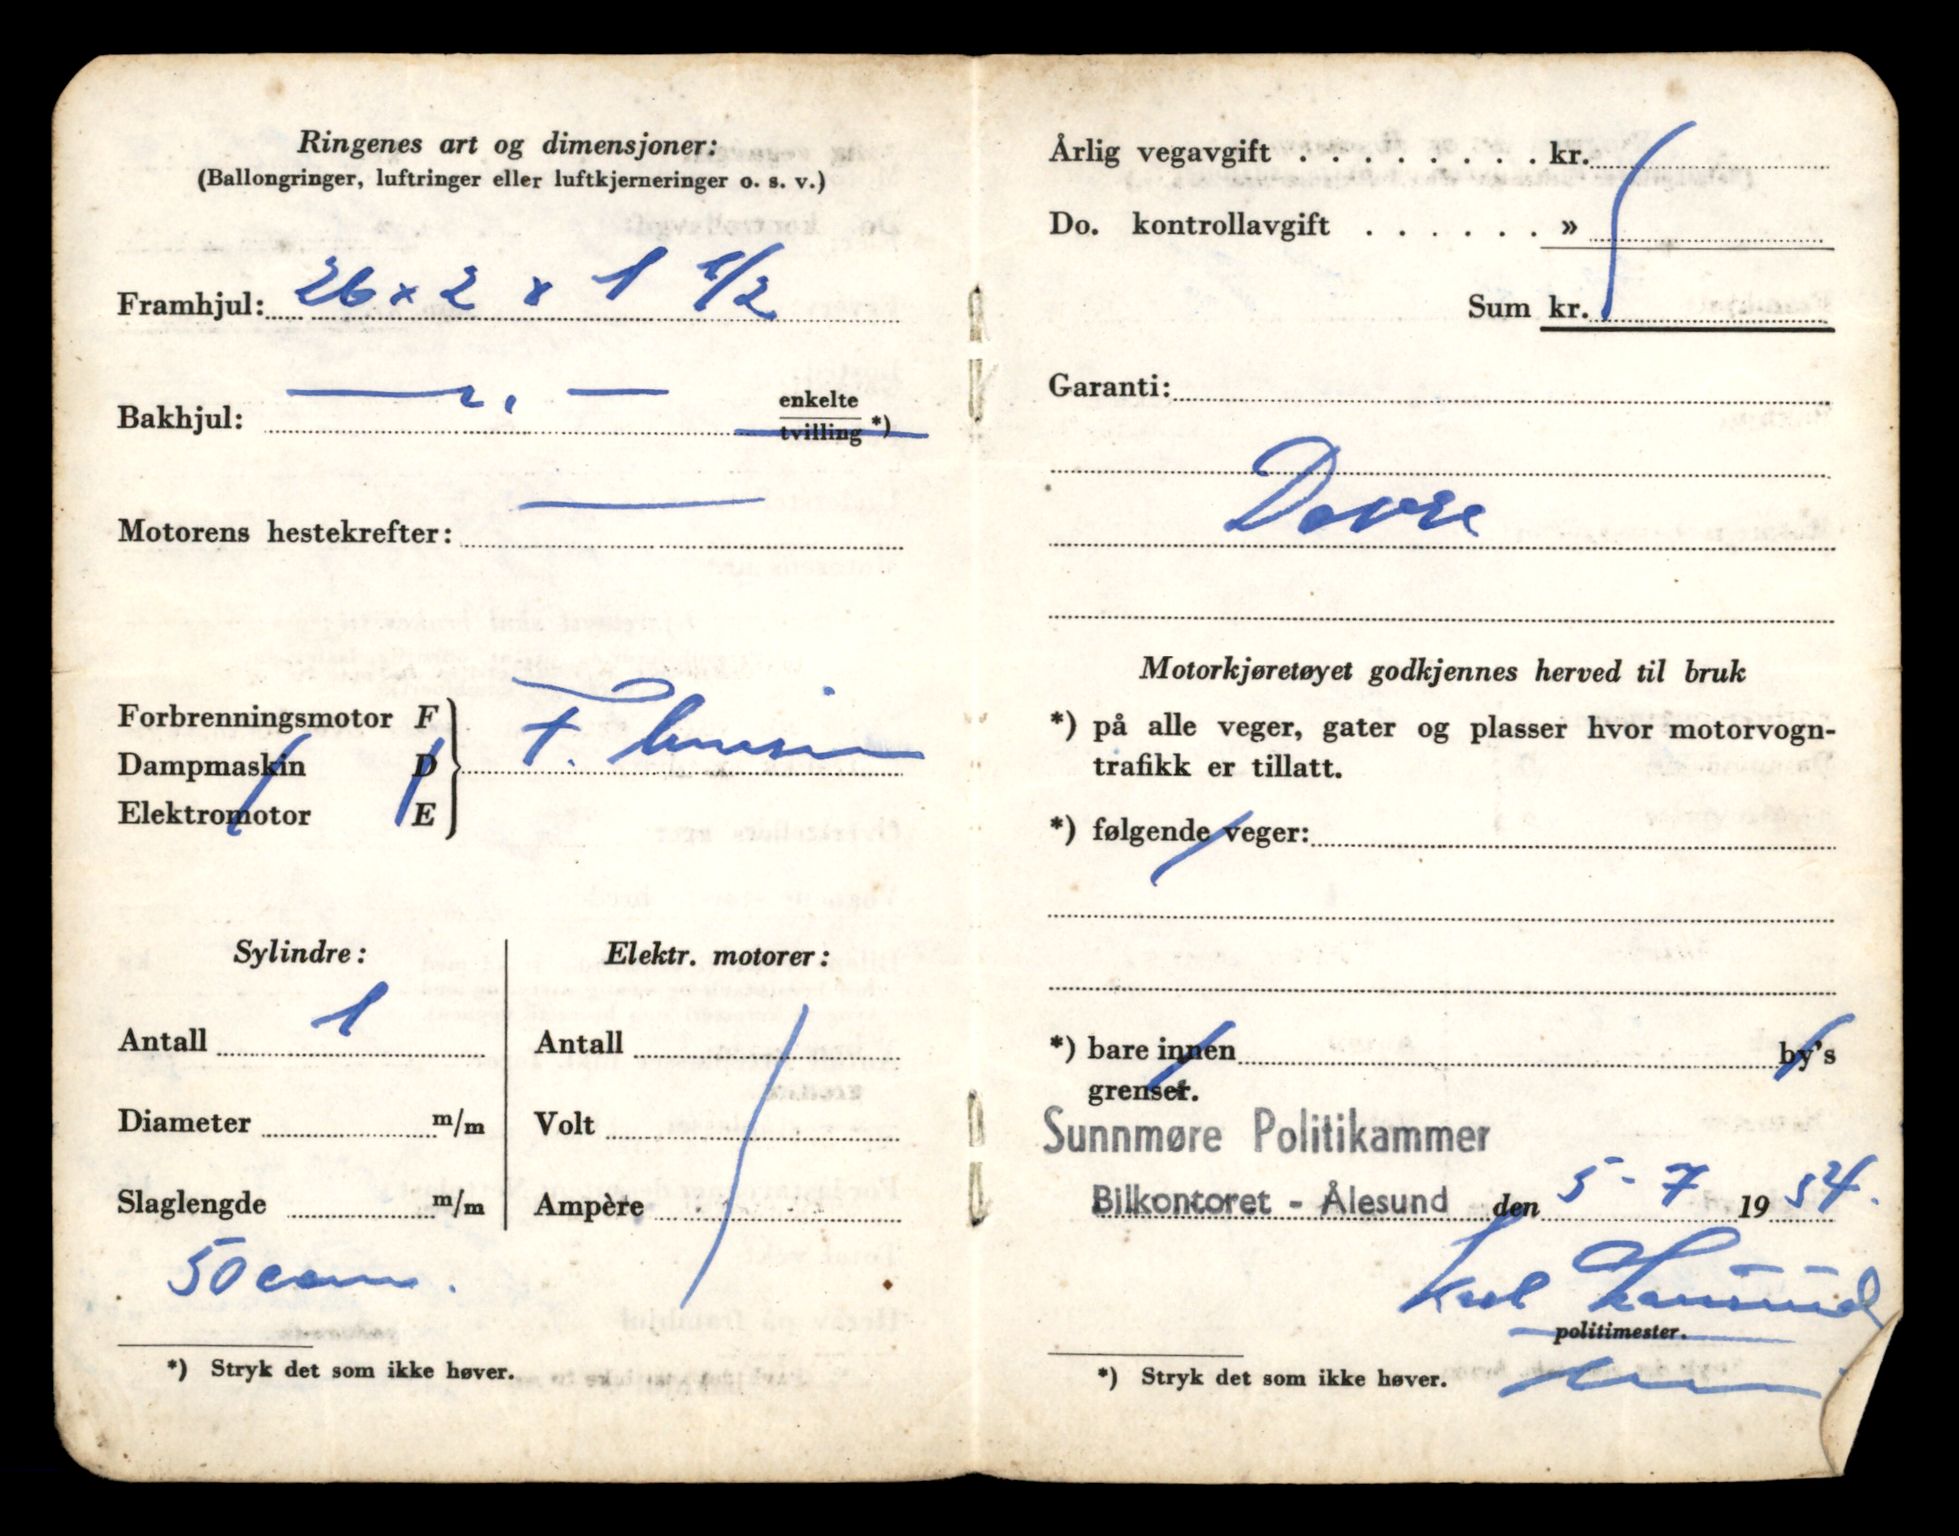 Ringenes art og dimensjoner:
(Ballongringer, luftringer eller luftkjerneringer o. s. v.)
Framhjul: 26 x 2 x 1 1/2
Bakhjul: — " — enkelte
tvilling *)
Motorens hestekrefter: —
Forbrenningsmotor F
Dampmaskin D
Elektromotor E
F.
Sylindre:
Antall 1
Diameter m/m
Slaglengde m/m
50 ccm.
Elektr. motorer:
Antall
Volt
Ampère
*) Stryk det som ikke høver.
Årlig vegavgift . . . . . . . . kr.
Do. kontrollavgift . . . . . . »
Sum kr.
Garanti:
Dovre
Motorkjøretøyet godkjennes herved til bruk
*) på alle veger, gater og plasser hvor motorvogn-
trafikk er tillatt.
*) følgende veger:
*) bare innen by's
grenser.
Sunnmøre Politikammer
Bilkontoret - Ålesund den 5-7 1954.
Karl
politimester.
*) Stryk det som ikke høver.